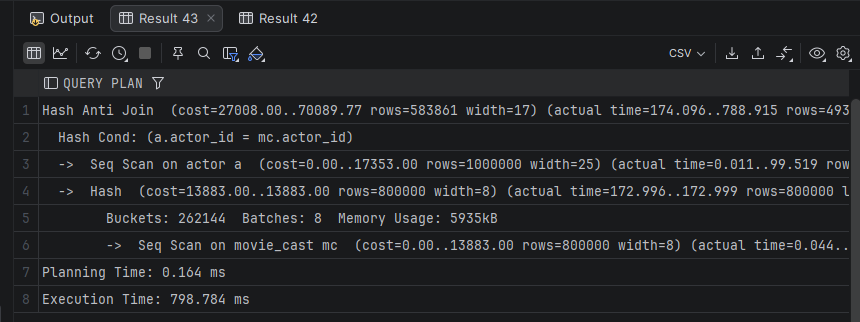 Output
Result 43
Result 42
CSV
QUERY PLAN
1 Hash Anti Join  (cost=27008.00..70089.77 rows=583861 width=17) (actual time=174.096..788.915 rows=493
2   Hash Cond: (a.actor_id = mc.actor_id)
3   ->  Seq Scan on actor a  (cost=0.00..17353.00 rows=1000000 width=25) (actual time=0.011..99.519 row
4   ->  Hash  (cost=13883.00..13883.00 rows=800000 width=8) (actual time=172.996..172.999 rows=800000 l
5         Buckets: 262144  Batches: 8  Memory Usage: 5935kB
6         ->  Seq Scan on movie_cast mc  (cost=0.00..13883.00 rows=800000 width=8) (actual time=0.044..
7 Planning Time: 0.164 ms
8 Execution Time: 798.784 ms